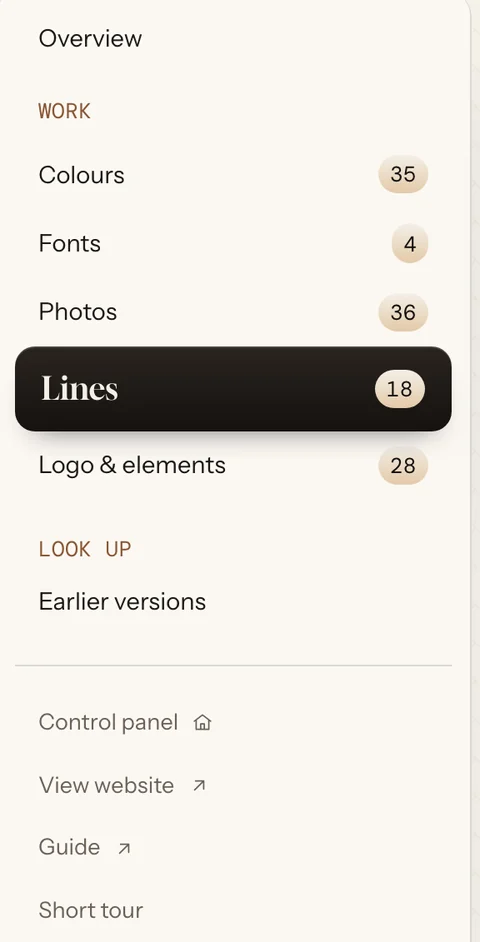 Overview
WORK
Colours 35
Fonts 4
Photos 36
Lines 18
Logo & elements 28
LOOK UP
Earlier versions
Control panel
View website
Guide
Short tour